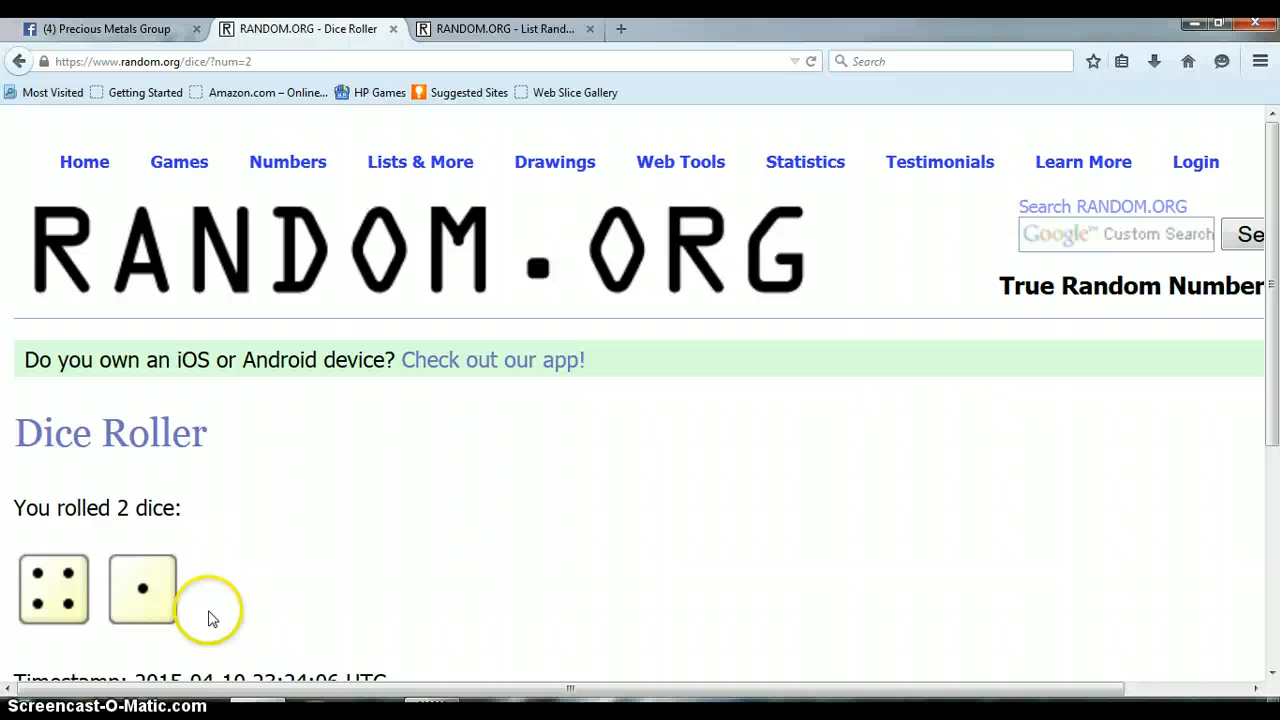 (4) Precious Metals Group
RANDOM.ORG - Dice Roller
RANDOM.ORG - List Rand...
https://www.random.org/dice/?num=2
Search
Most Visited
Getting Started
Amazon.com – Online...
HP Games
Suggested Sites
Web Slice Gallery
Home
Games
Numbers
Lists & More
Drawings
Web Tools
Statistics
Testimonials
Learn More
Login
RANDOM.ORG
Search RANDOM.ORG
Google™ Custom Search
Se
True Random Number
Do you own an iOS or Android device? Check out our app!
Dice Roller
You rolled 2 dice:
Timestamp: 2015-04-10 23:24:06 UTC
Screencast-O-Matic.com